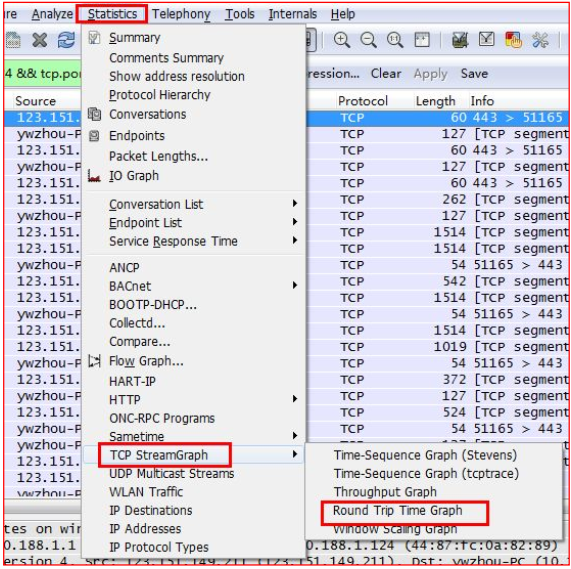 Analyze Statistics Telephony Tools Internals Help
4 && tcp.po ression... Clear Apply Save
Summary
Comments Summary
Show address resolution
Protocol Hierarchy
Conversations
Endpoints
Packet Lengths...
IO Graph
Conversation List
Endpoint List
Service Response Time
ANCP
BACnet
BOOTP-DHCP...
Collectd...
Compare...
Flow Graph...
HART-IP
HTTP
ONC-RPC Programs
Sametime
TCP StreamGraph
UDP Multicast Streams
WLAN Traffic
IP Destinations
IP Addresses
IP Protocol Types
Time-Sequence Graph (Stevens)
Time-Sequence Graph (tcptrace)
Throughput Graph
Round Trip Time Graph
Window Scaling Graph
Source Protocol Length Info
123.151. TCP 60 443 > 51165
ywzhou-P TCP 127 [TCP segment
123.151. TCP 60 443 > 51165
ywzhou-P TCP 127 [TCP segment
123.151. TCP 60 443 > 51165
123.151. TCP 262 [TCP segment
ywzhou-P TCP 127 [TCP segment
123.151. TCP 1514 [TCP segment
123.151. TCP 1514 [TCP segment
ywzhou-P TCP 54 51165 > 443
123.151. TCP 542 [TCP segment
123.151. TCP 1514 [TCP segment
ywzhou-P TCP 54 51165 > 443
123.151. TCP 1514 [TCP segment
123.151. TCP 1019 [TCP segment
ywzhou-P TCP 54 51165 > 443
123.151. TCP 372 [TCP segment
ywzhou-P TCP 127 [TCP segment
123.151. TCP 524 [TCP segment
ywzhou-P TCP 54 51165 > 443
ywzhou-P
123.151.
123.151.
tes on wir
0.188.1.1 0.188.1.124 (44:87:fc:0a:82:89)
ersion 4, Src: 123.151.149.211 (123.151.149.211), Dst: ywzhou-PC (10.